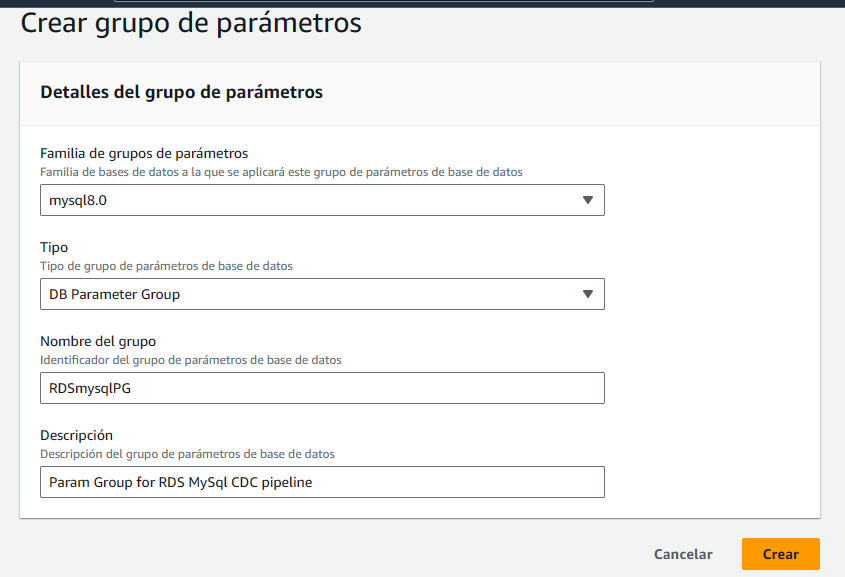 Crear grupo de parámetros
Detalles del grupo de parámetros
Familia de grupos de parámetros
Familia de bases de datos a la que se aplicará este grupo de parámetros de base de datos
mysql8.0
Tipo
Tipo de grupo de parámetros de base de datos
DB Parameter Group
Nombre del grupo
Identificador del grupo de parámetros de base de datos
RDSmysqlPG
Descripción
Descripción del grupo de parámetros de base de datos
Param Group for RDS MySql CDC pipeline
Cancelar
Crear